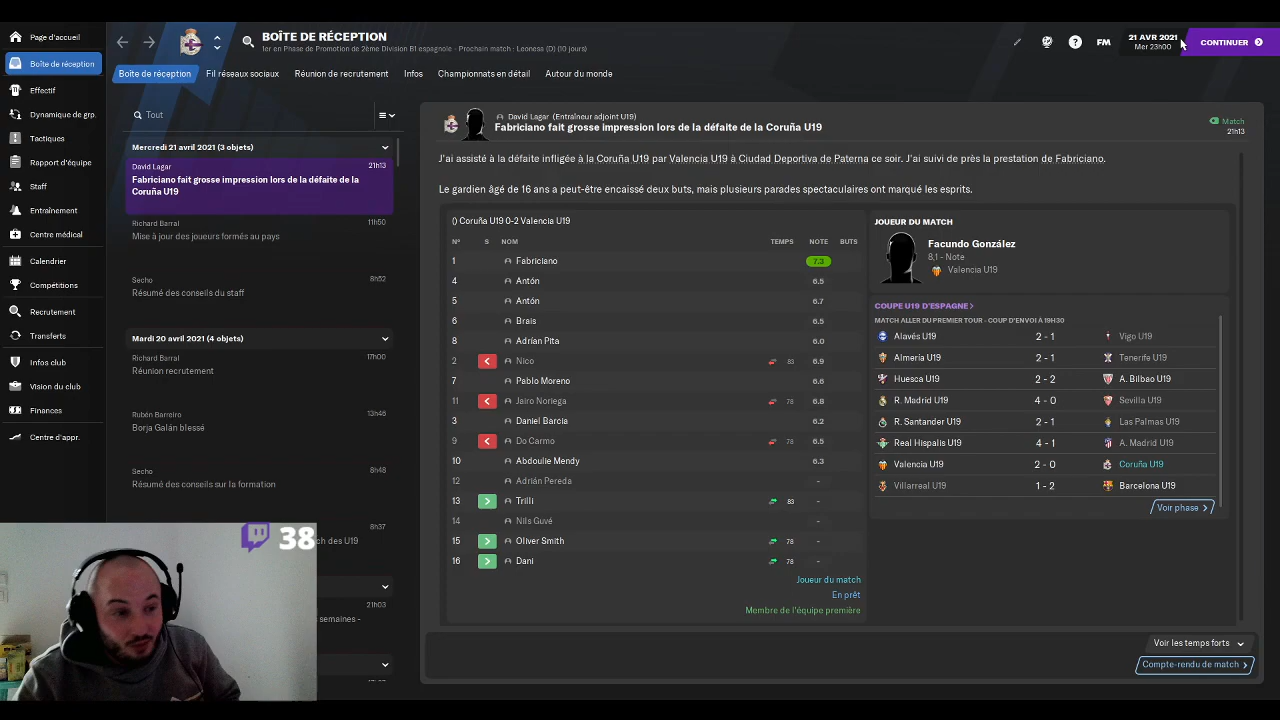 Page d'accueil
Boîte de réception
Effectif
Dynamique de grp.
Tactiques
Rapport d'équipe
Staff
Entraînement
Centre médical
Calendrier
Compétitions
Recrutement
Transferts
Infos club
Vision du club
Finances
Centre d'appr.
BOÎTE DE RÉCEPTION
1er en Phase de Promotion de 2ème Division B1 espagnole - Prochain match : Leonesa (D) (10 jours)
FM
21 AVR 2021
Mer 23h00
CONTINUER
Boîte de réception
Fil réseaux sociaux
Réunion de recrutement
Infos
Championnats en détail
Autour du monde
Tout
Mercredi 21 avril 2021 (3 objets)
David Lagar 21h13
Fabriciano fait grosse impression lors de la défaite de la
Coruña U19
Richard Barral 11h50
Mise à jour des joueurs formés au pays
Secho 8h52
Résumé des conseils du staff
Mardi 20 avril 2021 (4 objets)
Richard Barral 17h00
Réunion recrutement
Rubén Barreiro 13h46
Borja Galán blessé
Secho 8h48
Résumé des conseils sur la formation
8h37
ch des U19
21h03
semaines -
38
David Lagar (Entraîneur adjoint U19)
Fabriciano fait grosse impression lors de la défaite de la Coruña U19
Match
21h13
J'ai assisté à la défaite infligée à la Coruña U19 par Valencia U19 à Ciudad Deportiva de Paterna ce soir. J'ai suivi de près la prestation de Fabriciano.
Le gardien âgé de 16 ans a peut-être encaissé deux buts, mais plusieurs parades spectaculaires ont marqué les esprits.
() Coruña U19 0-2 Valencia U19
N° S NOM TEMPS NOTE BUTS
1 Fabriciano 7.3
4 Antón 6.5
5 Antón 6.7
6 Brais 6.5
8 Adrián Pita 6.0
2 Nico 83 6.9
7 Pablo Moreno 6.6
11 Jairo Noriega 78 6.8
3 Daniel Barcia 6.2
9 Do Carmo 78 6.5
10 Abdoulie Mendy 6.3
12 Adrián Pereda -
13 Trilli 83 -
14 Nils Guvé -
15 Oliver Smith 78 -
16 Dani 78 -
Joueur du match
En prêt
Membre de l'équipe première
JOUEUR DU MATCH
Facundo González
8,1 - Note
Valencia U19
COUPE U19 D'ESPAGNE >
MATCH ALLER DU PREMIER TOUR - COUP D'ENVOI À 19H30
Alavés U19 2 - 1 Vigo U19
Almería U19 2 - 1 Tenerife U19
Huesca U19 2 - 2 A. Bilbao U19
R. Madrid U19 4 - 0 Sevilla U19
R. Santander U19 2 - 1 Las Palmas U19
Real Hispalis U19 4 - 1 A. Madrid U19
Valencia U19 2 - 0 Coruña U19
Villarreal U19 1 - 2 Barcelona U19
Voir phase >
Voir les temps forts
Compte-rendu de match >